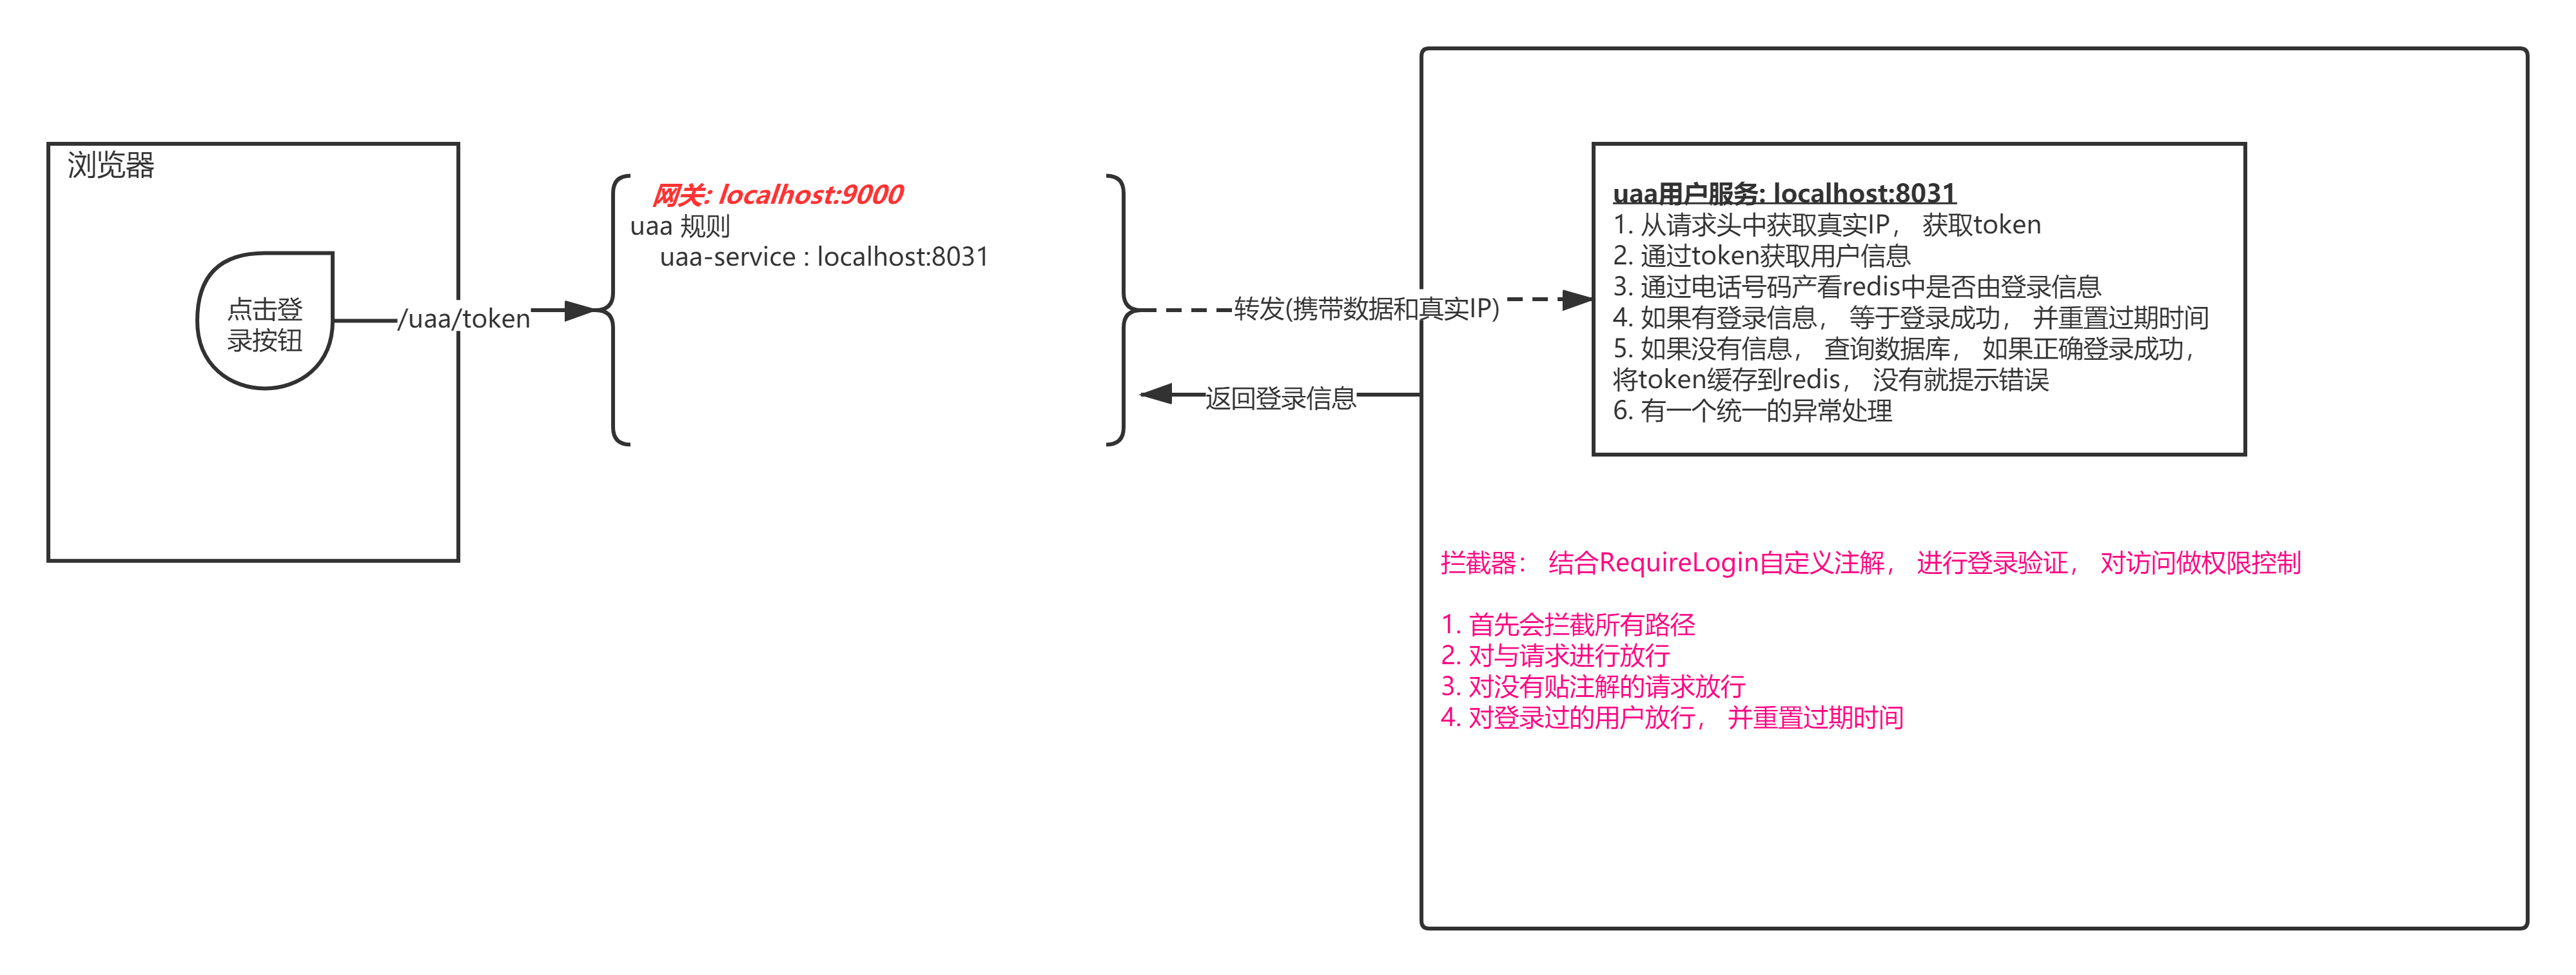 浏览器
点击登
录按钮
/uaa/token
网关: localhost:9000
uaa 规则
uaa-service : localhost:8031
转发(携带数据和真实IP)
返回登录信息
uaa用户服务: localhost:8031
1. 从请求头中获取真实IP， 获取token
2. 通过token获取用户信息
3. 通过电话号码产看redis中是否由登录信息
4. 如果有登录信息， 等于登录成功， 并重置过期时间
5. 如果没有信息， 查询数据库， 如果正确登录成功，
将token缓存到redis， 没有就提示错误
6. 有一个统一的异常处理
拦截器： 结合RequireLogin自定义注解， 进行登录验证， 对访问做权限控制
1. 首先会拦截所有路径
2. 对与请求进行放行
3. 对没有贴注解的请求放行
4. 对登录过的用户放行， 并重置过期时间